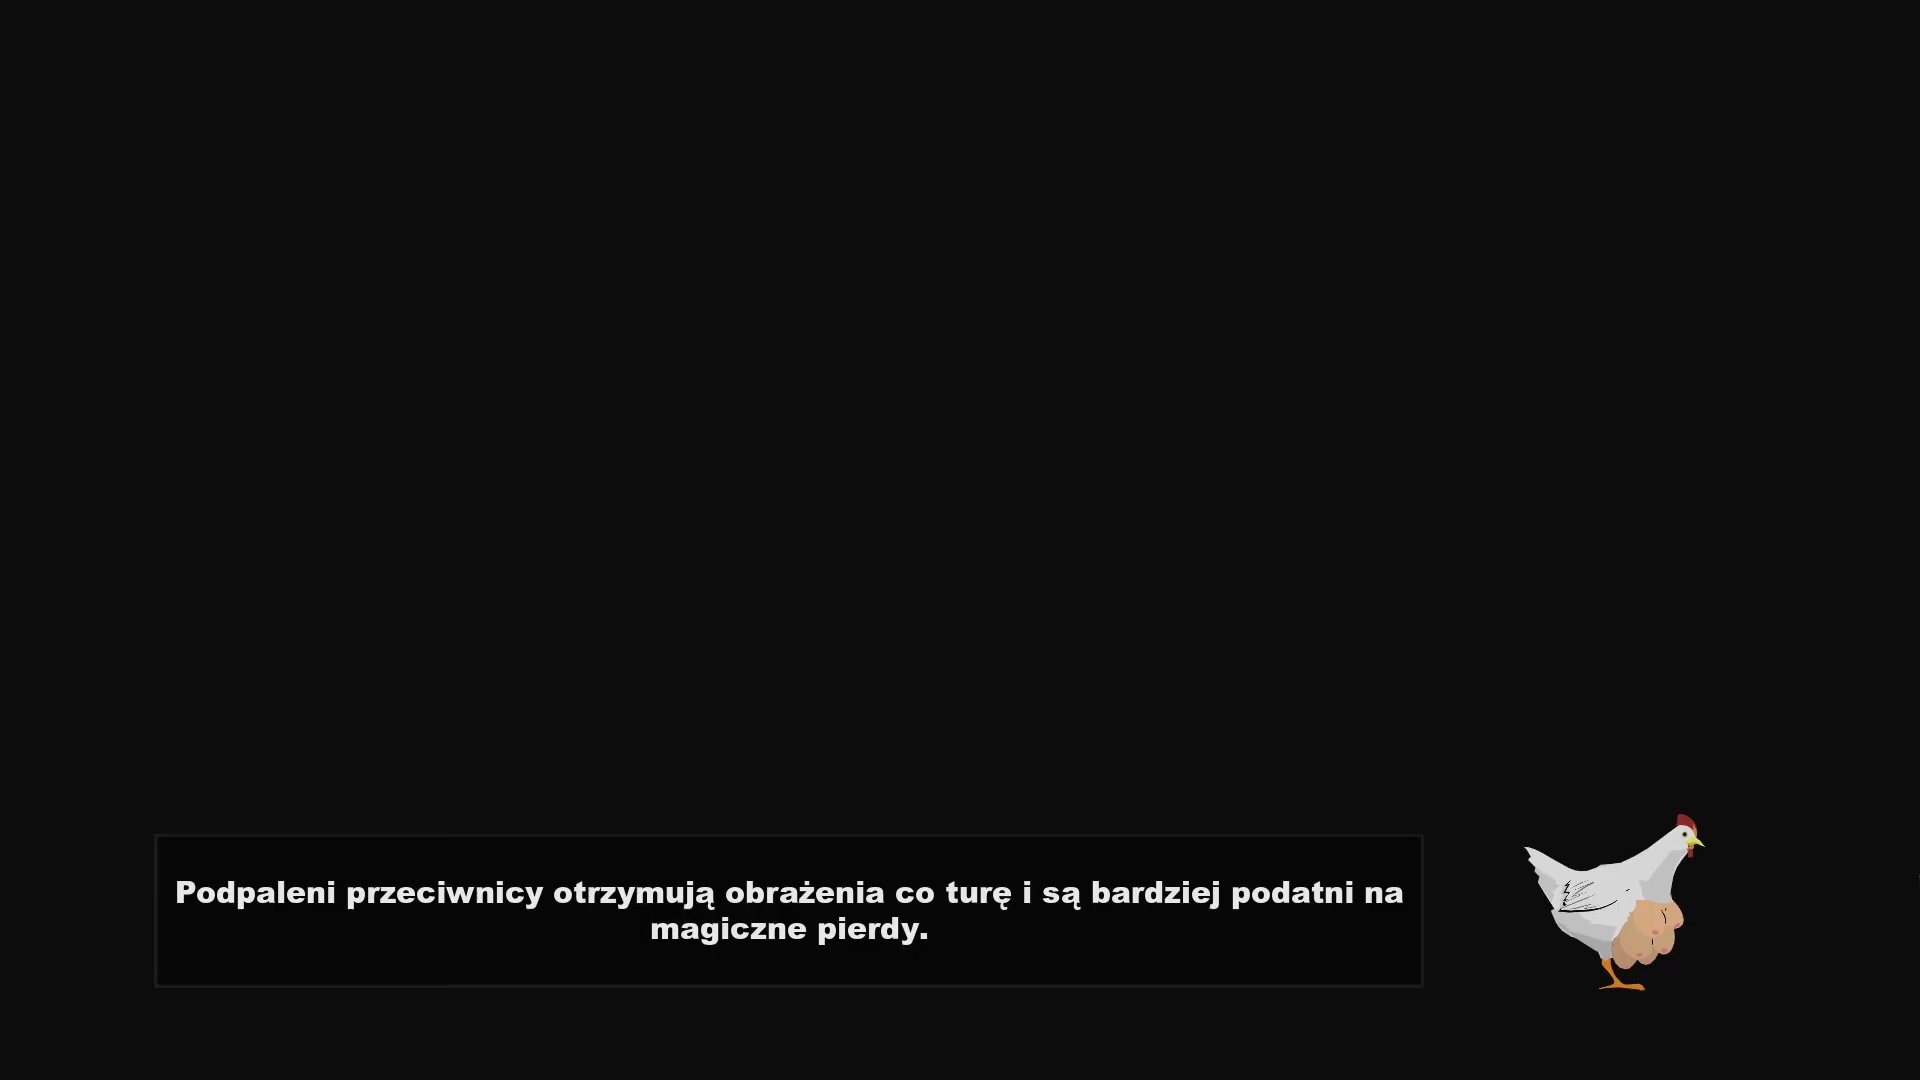 Podpaleni przeciwnicy otrzymują obrażenia co turę i są bardziej podatni na
magiczne pierdy.